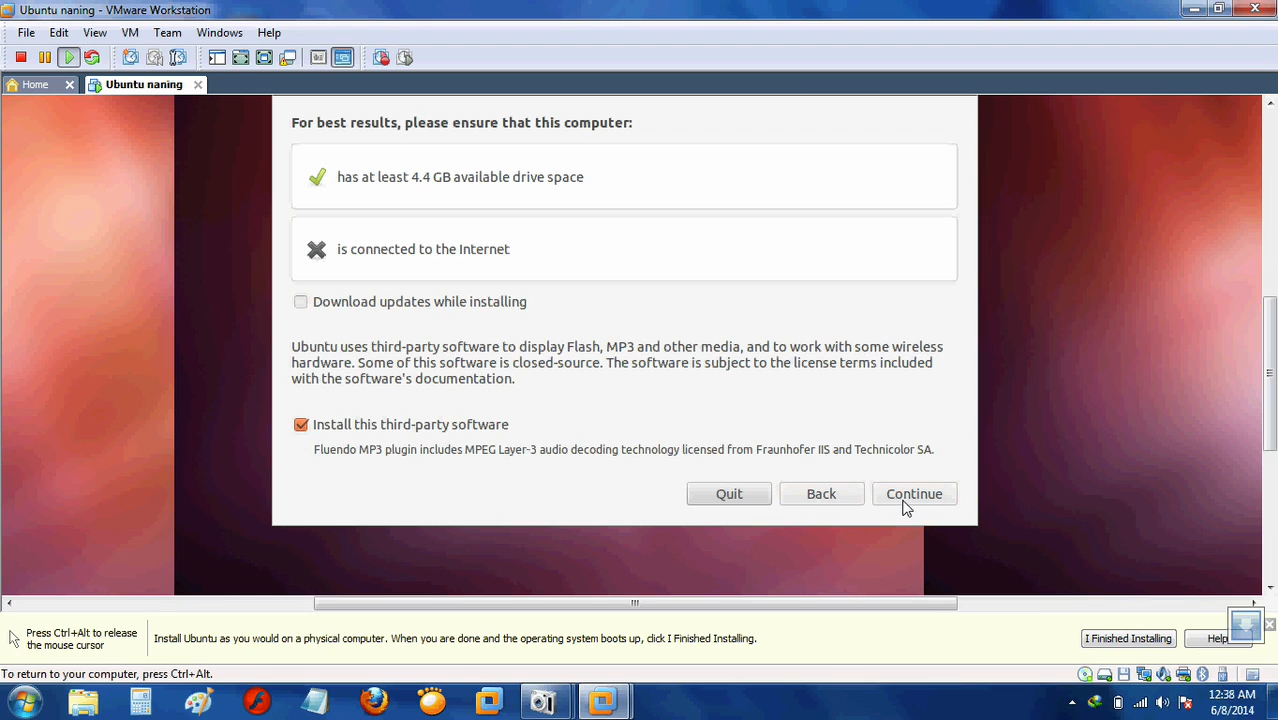 Ubuntu naning - VMware Workstation
File Edit View VM Team Windows Help
Home Ubuntu naning
For best results, please ensure that this computer:
has at least 4.4 GB available drive space
is connected to the Internet
Download updates while installing
Ubuntu uses third-party software to display Flash, MP3 and other media, and to work with some wireless
hardware. Some of this software is closed-source. The software is subject to the license terms included
with the software's documentation.
Install this third-party software
Fluendo MP3 plugin includes MPEG Layer-3 audio decoding technology licensed from Fraunhofer IIS and Technicolor SA.
Quit Back Continue
Press Ctrl+Alt to release
the mouse cursor
Install Ubuntu as you would on a physical computer. When you are done and the operating system boots up, click I Finished Installing.
I Finished Installing Help
To return to your computer, press Ctrl+Alt.
12:38 AM
6/8/2014